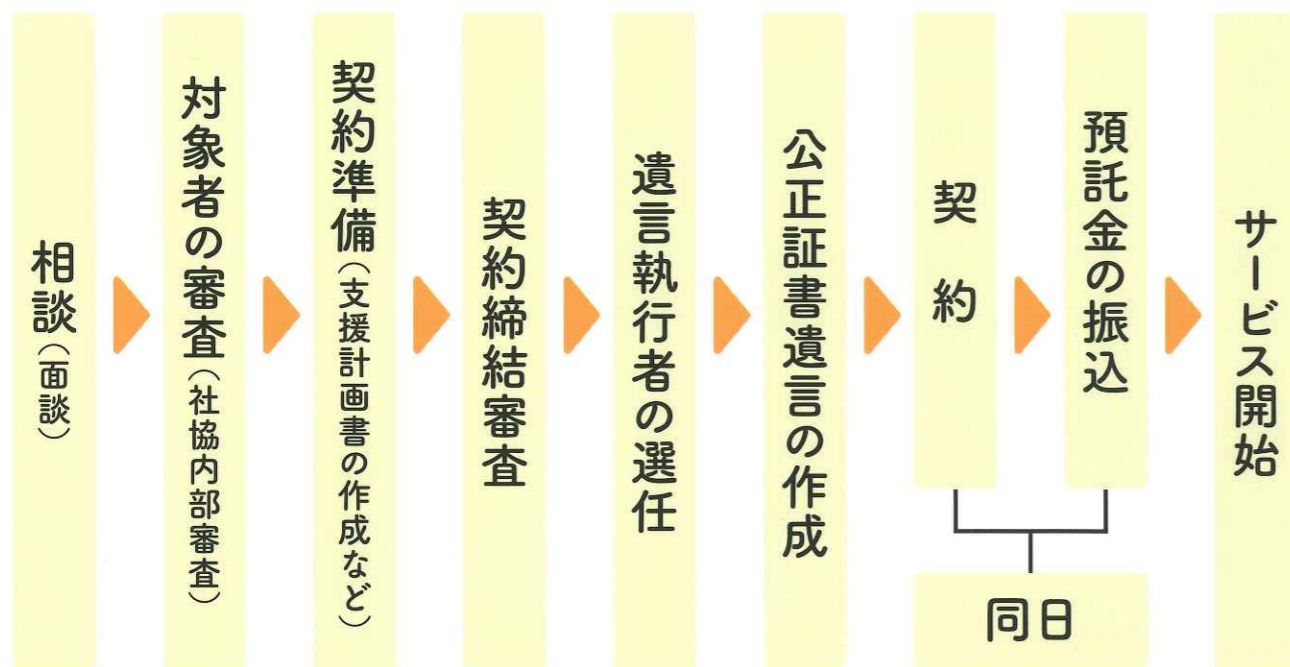 相談（面談）
対象者の審査（社協内部審査）
契約準備（支援計画書の作成など）
契約締結審査
遺言執行者の選任
公正証書遺言の作成
契約
預託金の振込
同日
サービス開始